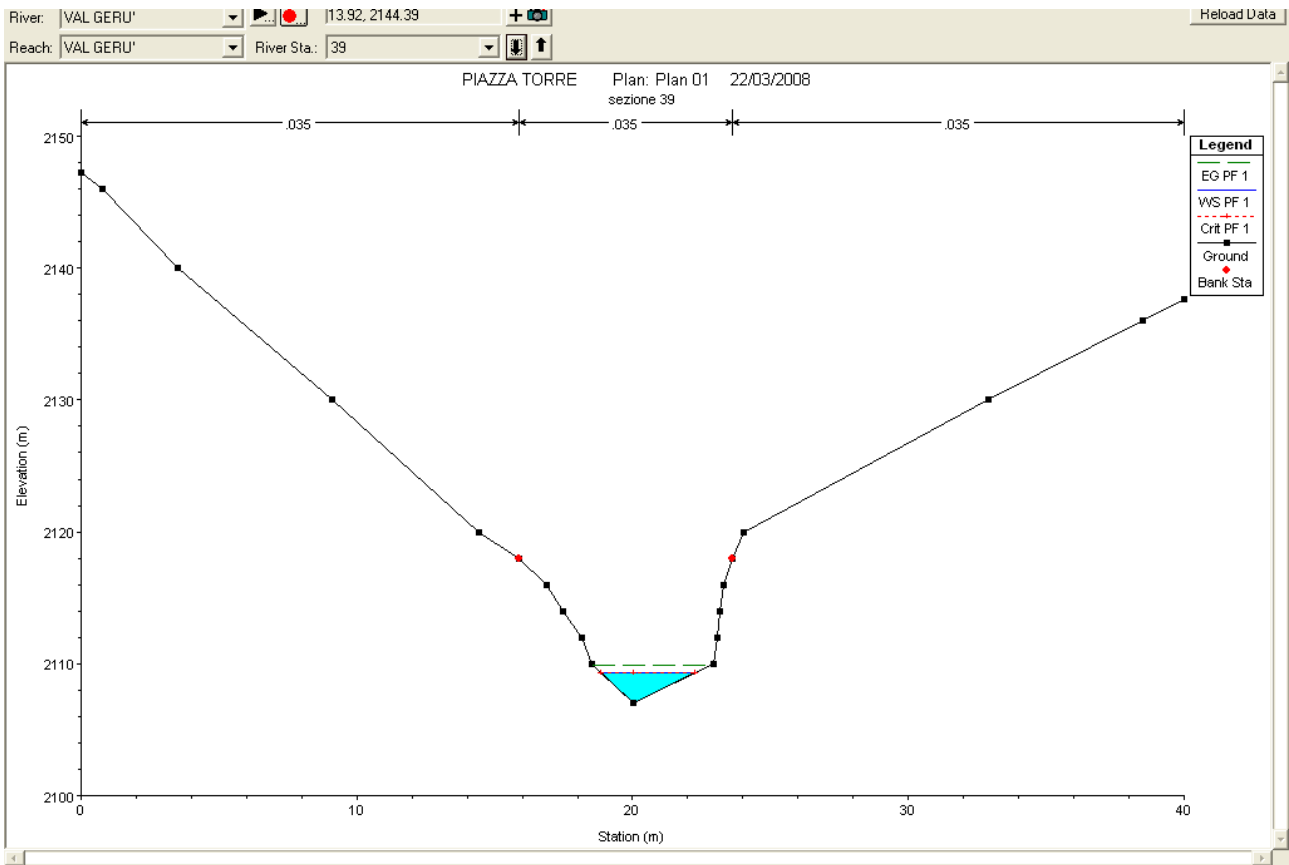 River: VAL GERU' 13.92, 2144.39 Reload Data
Reach: VAL GERU' River Sta.: 39
PIAZZA TORRE Plan: Plan 01 22/03/2008
sezione 39
.035 .035 .035
Legend
EG PF 1
WS PF 1
Crit PF 1
Ground
Bank Sta
2150
2140
2130
2120
2110
2100
Elevation (m)
0 10 20 30 40
Station (m)